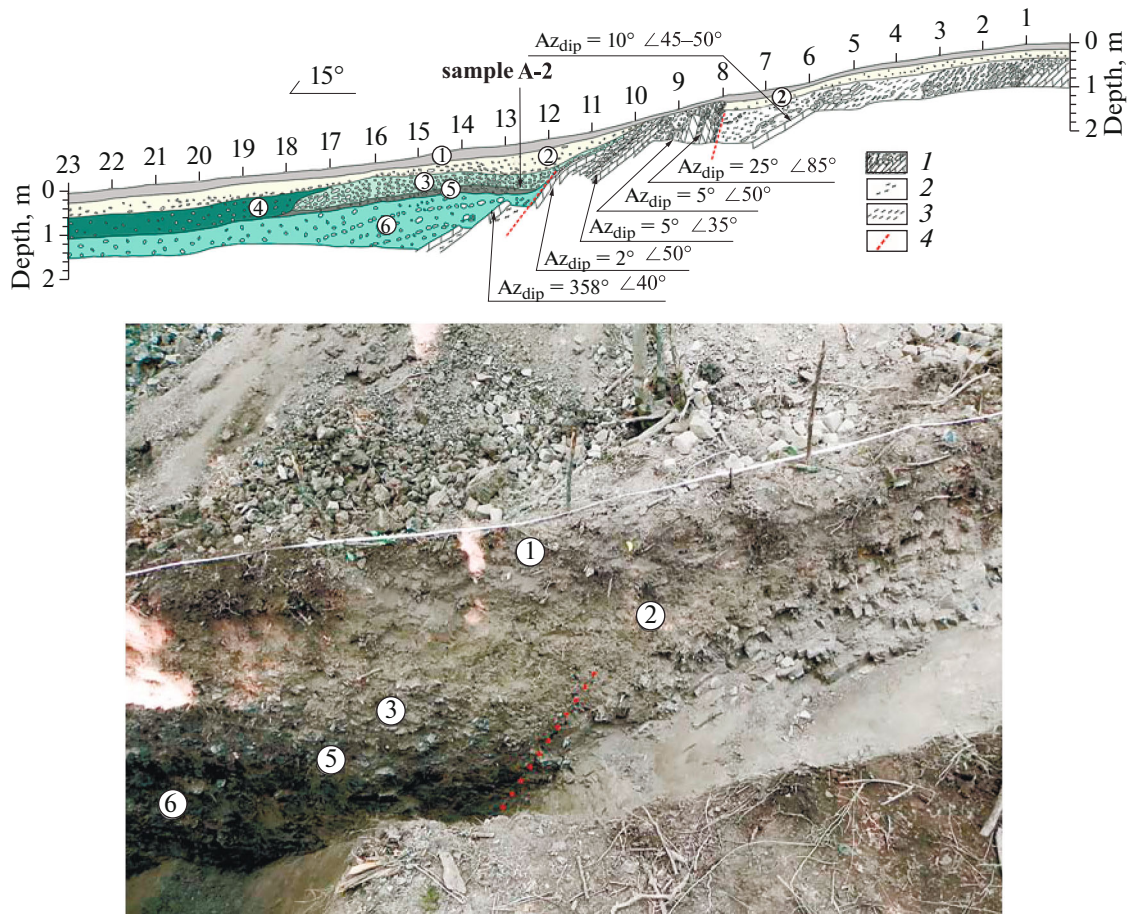 Az_dip = 10° ∠45–50°
15°
sample A-2
23 22 21 20 19 18 17 16 15 14 13 12 11 10 9 8 7 6 5 4 3 2 1
0
1
2
Depth, m
0
1
2
Depth, m
1
2
2
3
5
4
6
Az_dip = 25° ∠85°
Az_dip = 5° ∠50°
Az_dip = 5° ∠35°
Az_dip = 2° ∠50°
Az_dip = 358° ∠40°
1
2
3
4
1
2
3
5
6